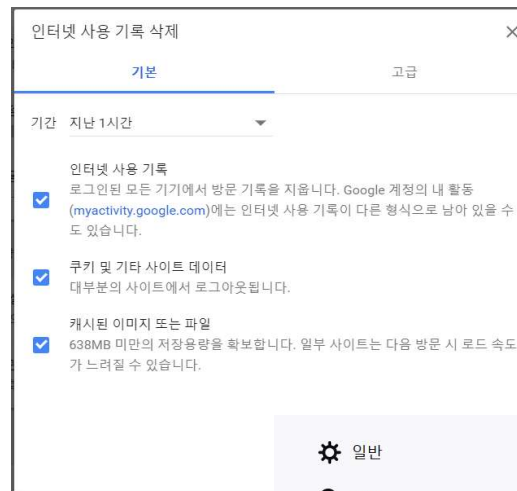 인터넷 사용 기록 삭제
기본
고급
기간 지난 1시간
인터넷 사용 기록
로그인된 모든 기기에서 방문 기록을 지웁니다. Google 계정의 내 활동
(myactivity.google.com)에는 인터넷 사용 기록이 다른 형식으로 남아 있을 수
도 있습니다.
쿠키 및 기타 사이트 데이터
대부분의 사이트에서 로그아웃됩니다.
캐시된 이미지 또는 파일
638MB 미만의 저장용량을 확보합니다. 일부 사이트는 다음 방문 시 로드 속도
가 느려질 수 있습니다.
일반